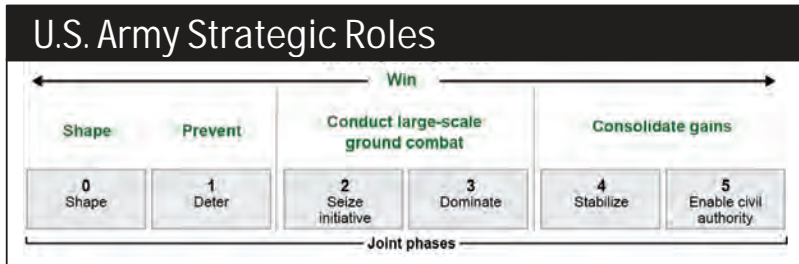 U.S. Army Strategic Roles
Win
Shape Prevent Conduct large-scale ground combat Consolidate gains
0 1 2 3 4 5
Shape Deter Seize initiative Dominate Stabilize Enable civil authority
Joint phases